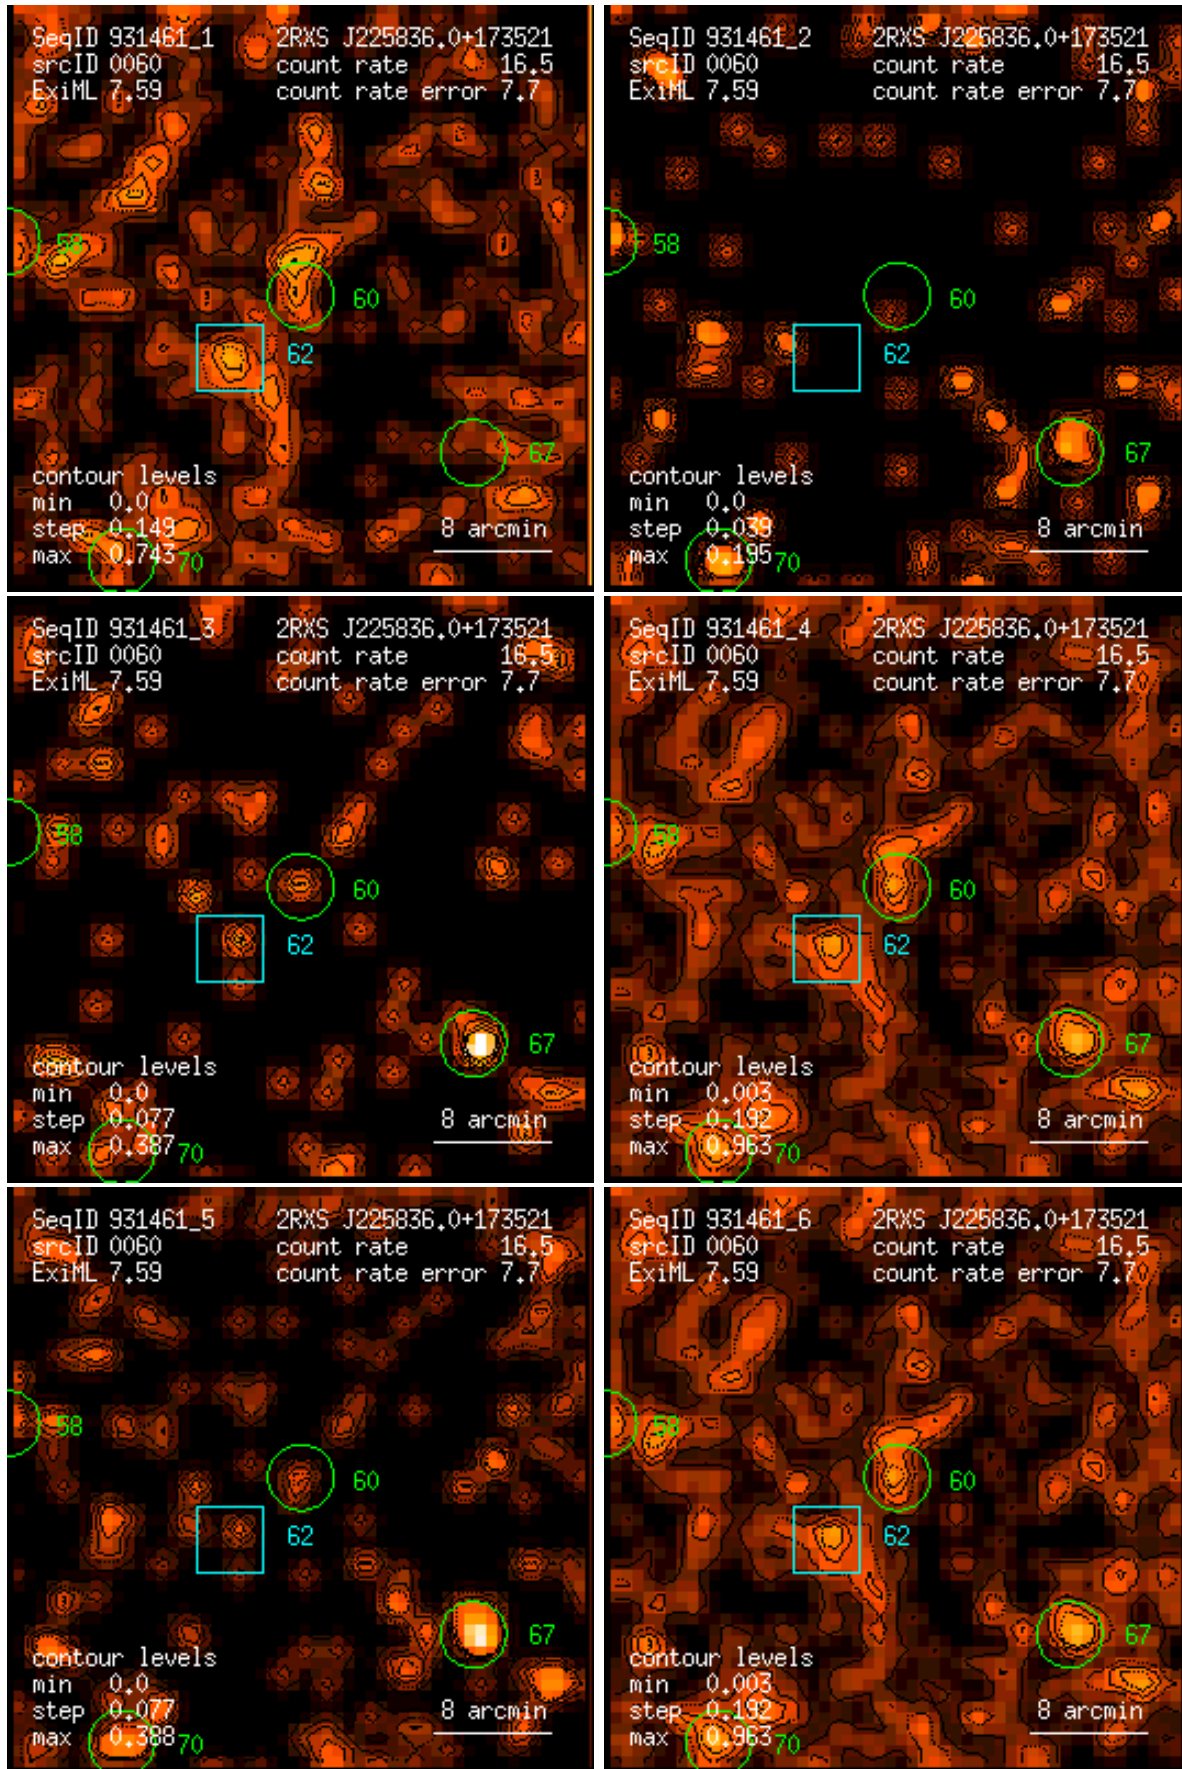 SeqID 931461_1 2RXS J225836.0+173521
srcID 0060 count rate 16.5
ExiML 7.59 count rate error 7.7
58
60
62
67
contour levels
min 0.0
step 0.149 8 arcmin
max 0.743 70
SeqID 931461_2 2RXS J225836.0+173521
srcID 0060 count rate 16.5
ExiML 7.59 count rate error 7.7
58
60
62
67
contour levels
min 0.0
step 0.039 8 arcmin
max 0.195 70
SeqID 931461_3 2RXS J225836.0+173521
srcID 0060 count rate 16.5
ExiML 7.59 count rate error 7.7
58
60
62
67
contour levels
min 0.0
step 0.077 8 arcmin
max 0.387 70
SeqID 931461_4 2RXS J225836.0+173521
srcID 0060 count rate 16.5
ExiML 7.59 count rate error 7.7
58
60
62
67
contour levels
min 0.003
step 0.192 8 arcmin
max 0.963 70
SeqID 931461_5 2RXS J225836.0+173521
srcID 0060 count rate 16.5
ExiML 7.59 count rate error 7.7
58
60
62
67
contour levels
min 0.0
step 0.077 8 arcmin
max 0.388 70
SeqID 931461_6 2RXS J225836.0+173521
srcID 0060 count rate 16.5
ExiML 7.59 count rate error 7.7
58
60
62
67
contour levels
min 0.003
step 0.192 8 arcmin
max 0.963 70